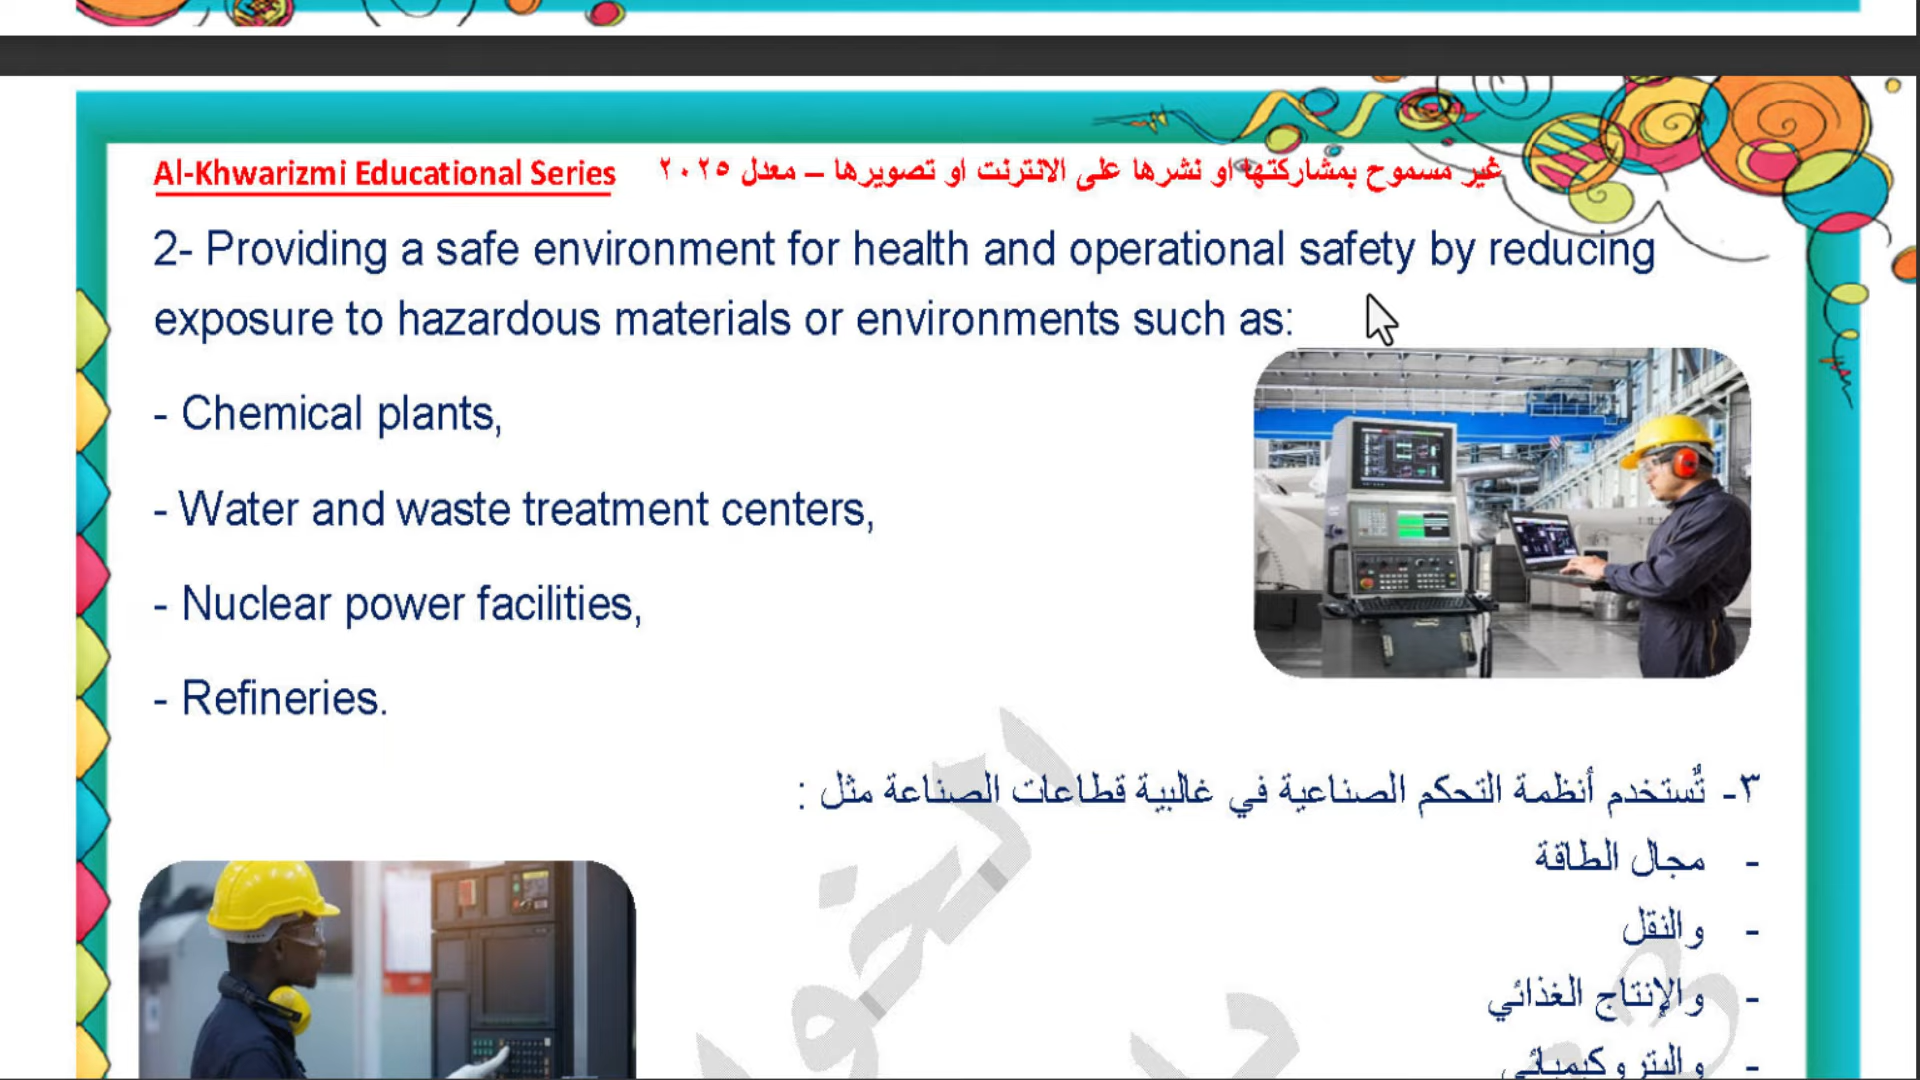 Al-Khwarizmi Educational Series غير مسموح بمشاركتها او نشرها على الانترنت او تصويرها – معدل ٢٠٢٥
2- Providing a safe environment for health and operational safety by reducing
exposure to hazardous materials or environments such as:
- Chemical plants,
- Water and waste treatment centers,
- Nuclear power facilities,
- Refineries.
٣- تُستخدم أنظمة التحكم الصناعية في غالبية قطاعات الصناعة مثل :
- مجال الطاقة
- والنقل
- والإنتاج الغذائي
- والبتروكيميائي